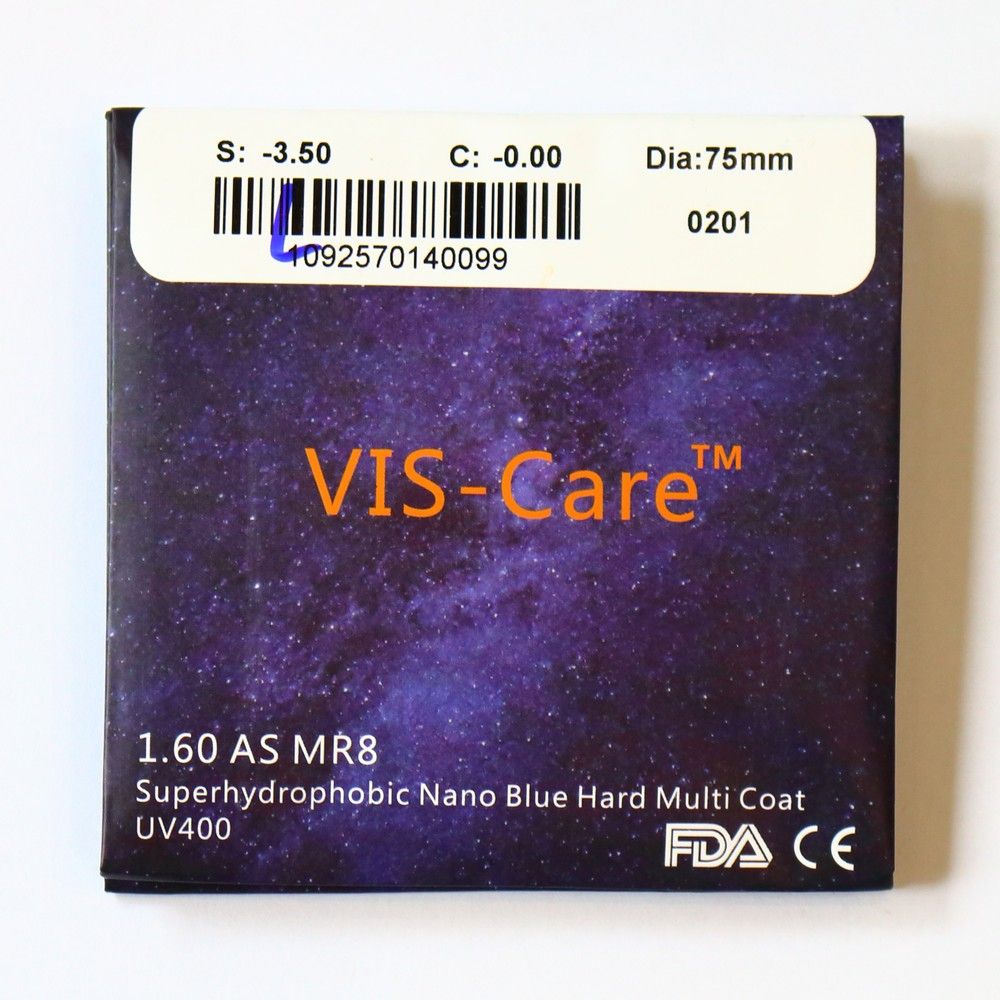 S: -3.50 C: -0.00 Dia:75mm
0201
L
1092570140099
VIS-Care™
1.60 AS MR8
Superhydrophobic Nano Blue Hard Multi Coat
UV400
FDA CE